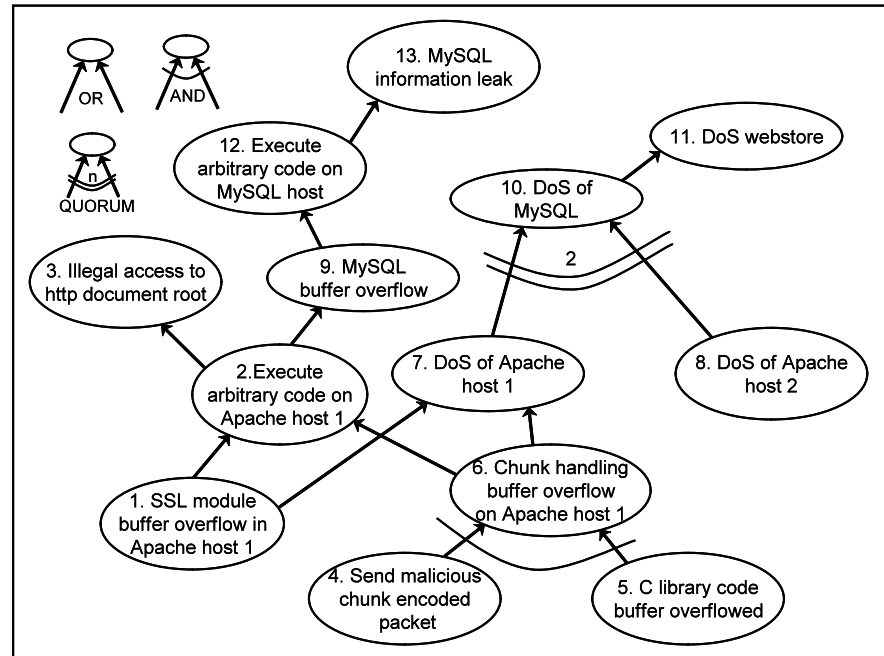 OR
AND
n
QUORUM
13. MySQL
information leak
12. Execute
arbitrary code on
MySQL host
11. DoS webstore
10. DoS of
MySQL
2
3. Illegal access to
http document root
9. MySQL
buffer overflow
2.Execute
arbitrary code on
Apache host 1
7. DoS of Apache
host 1
8. DoS of Apache
host 2
1. SSL module
buffer overflow in
Apache host 1
6. Chunk handling
buffer overflow
on Apache host 1
4. Send malicious
chunk encoded
packet
5. C library code
buffer overflowed